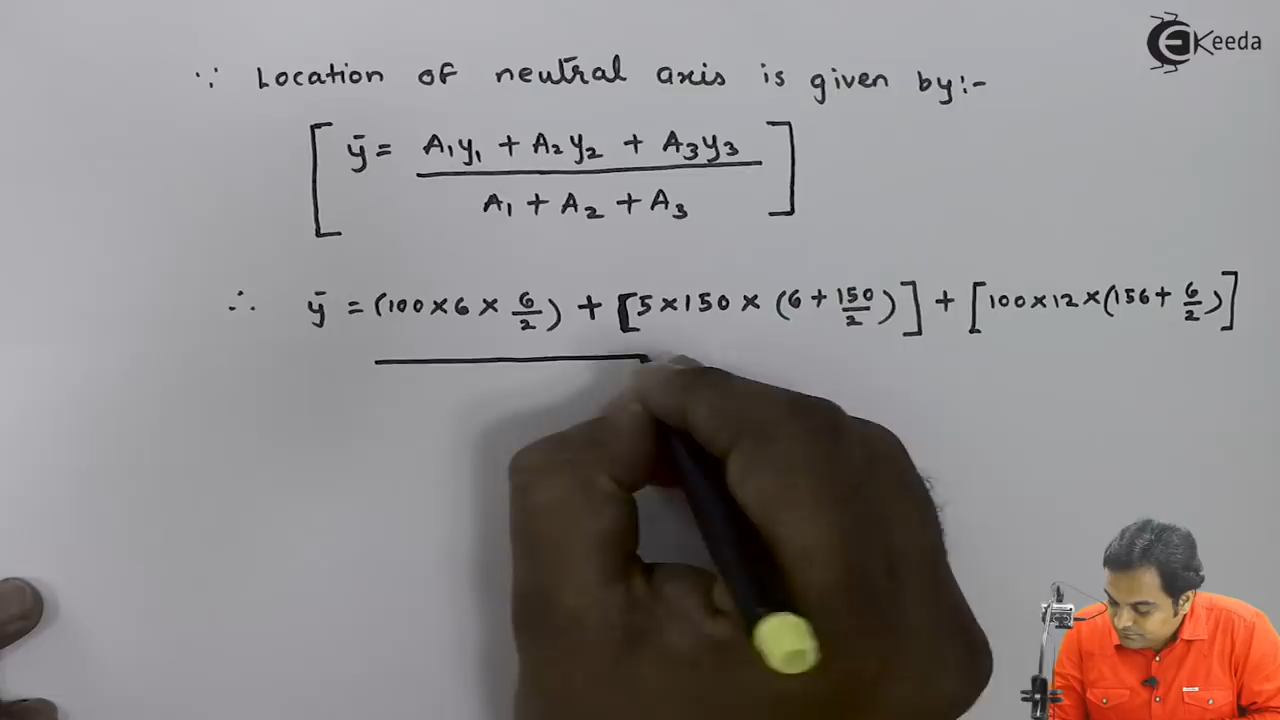 EKeeda
∵ Location of neutral axis is given by:-
[ ȳ = A₁y₁ + A₂y₂ + A₃y₃ / A₁ + A₂ + A₃ ]
∴ ȳ = (100 × 6 × 6/2) + [5 × 150 × (6 + 150/2)] + [100 × 12 × (156 + 6/2)]